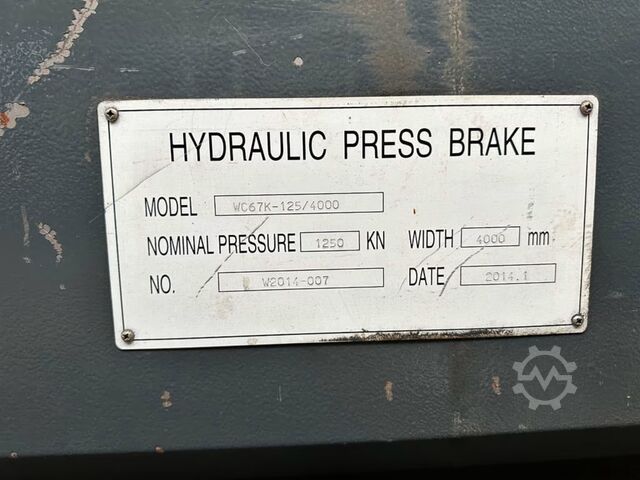 HYDRAULIC PRESS BRAKE
MODEL WC67K-125/4000
NOMINAL PRESSURE 1250 KN WIDTH 4000 mm
NO. W2014-007 DATE 2014.1